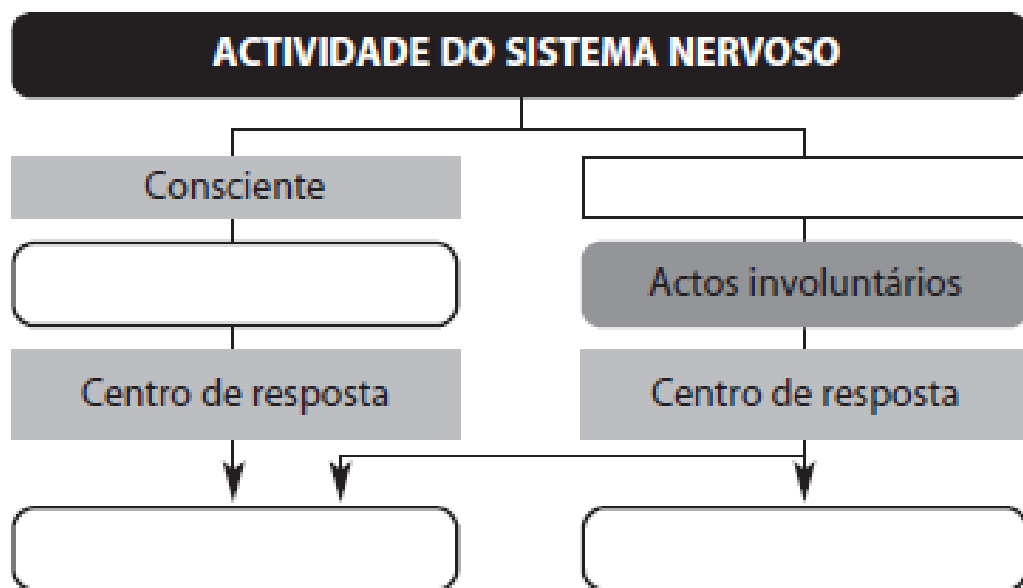 ACTIVIDADE DO SISTEMA NERVOSO
Consciente
Actos involuntários
Centro de resposta
Centro de resposta